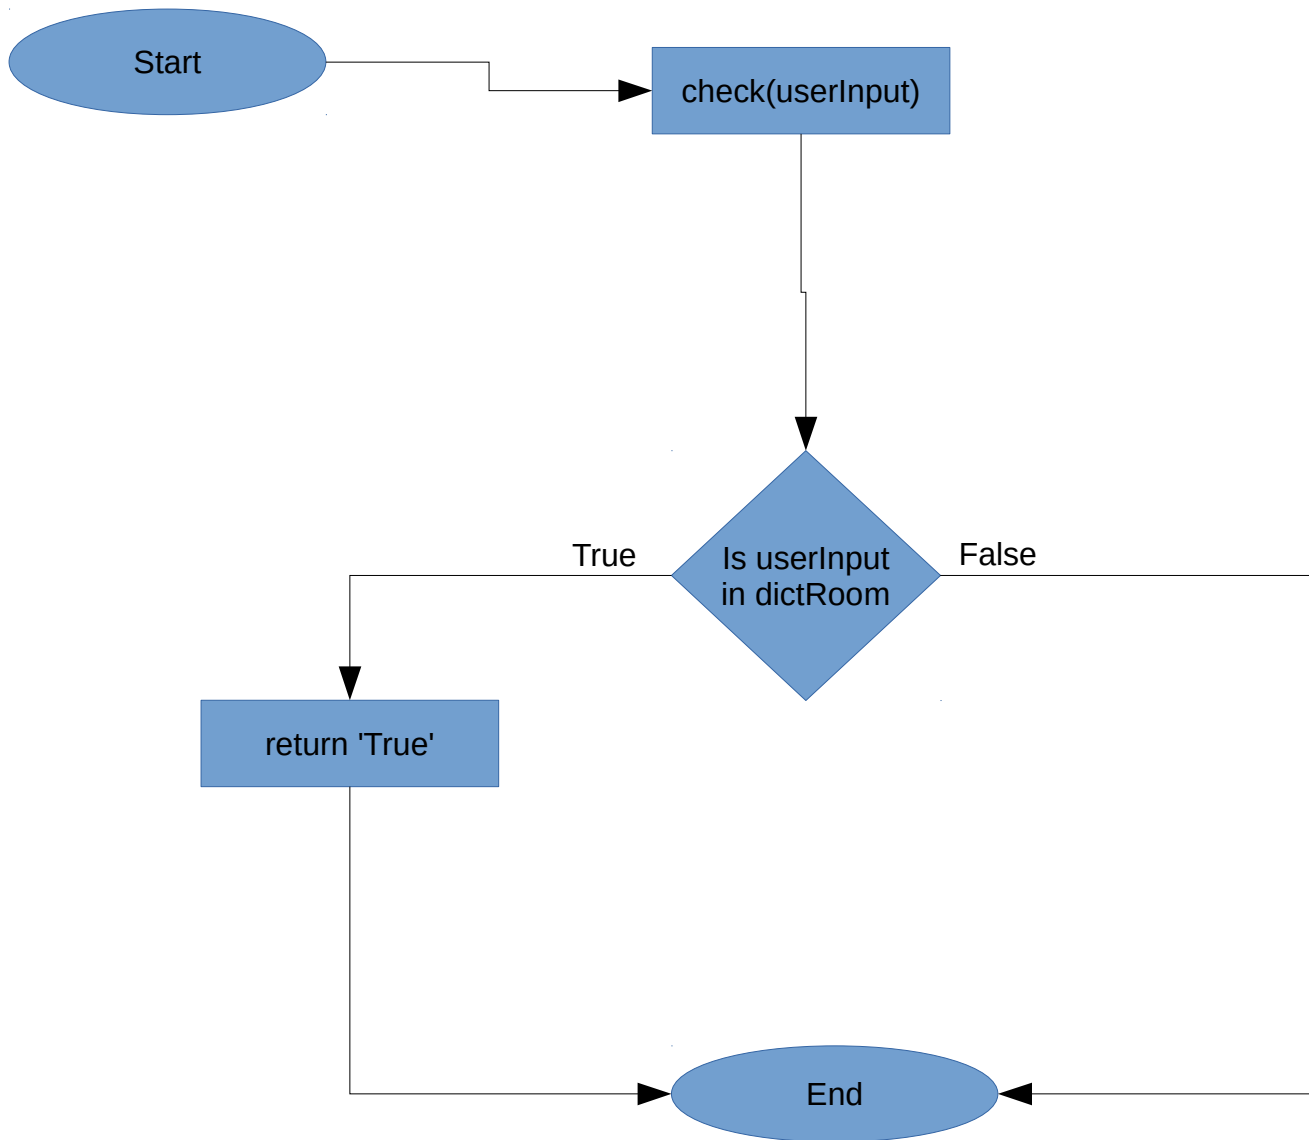 Start
check(userInput)
True
False
Is userInput
in dictRoom
return 'True'
End